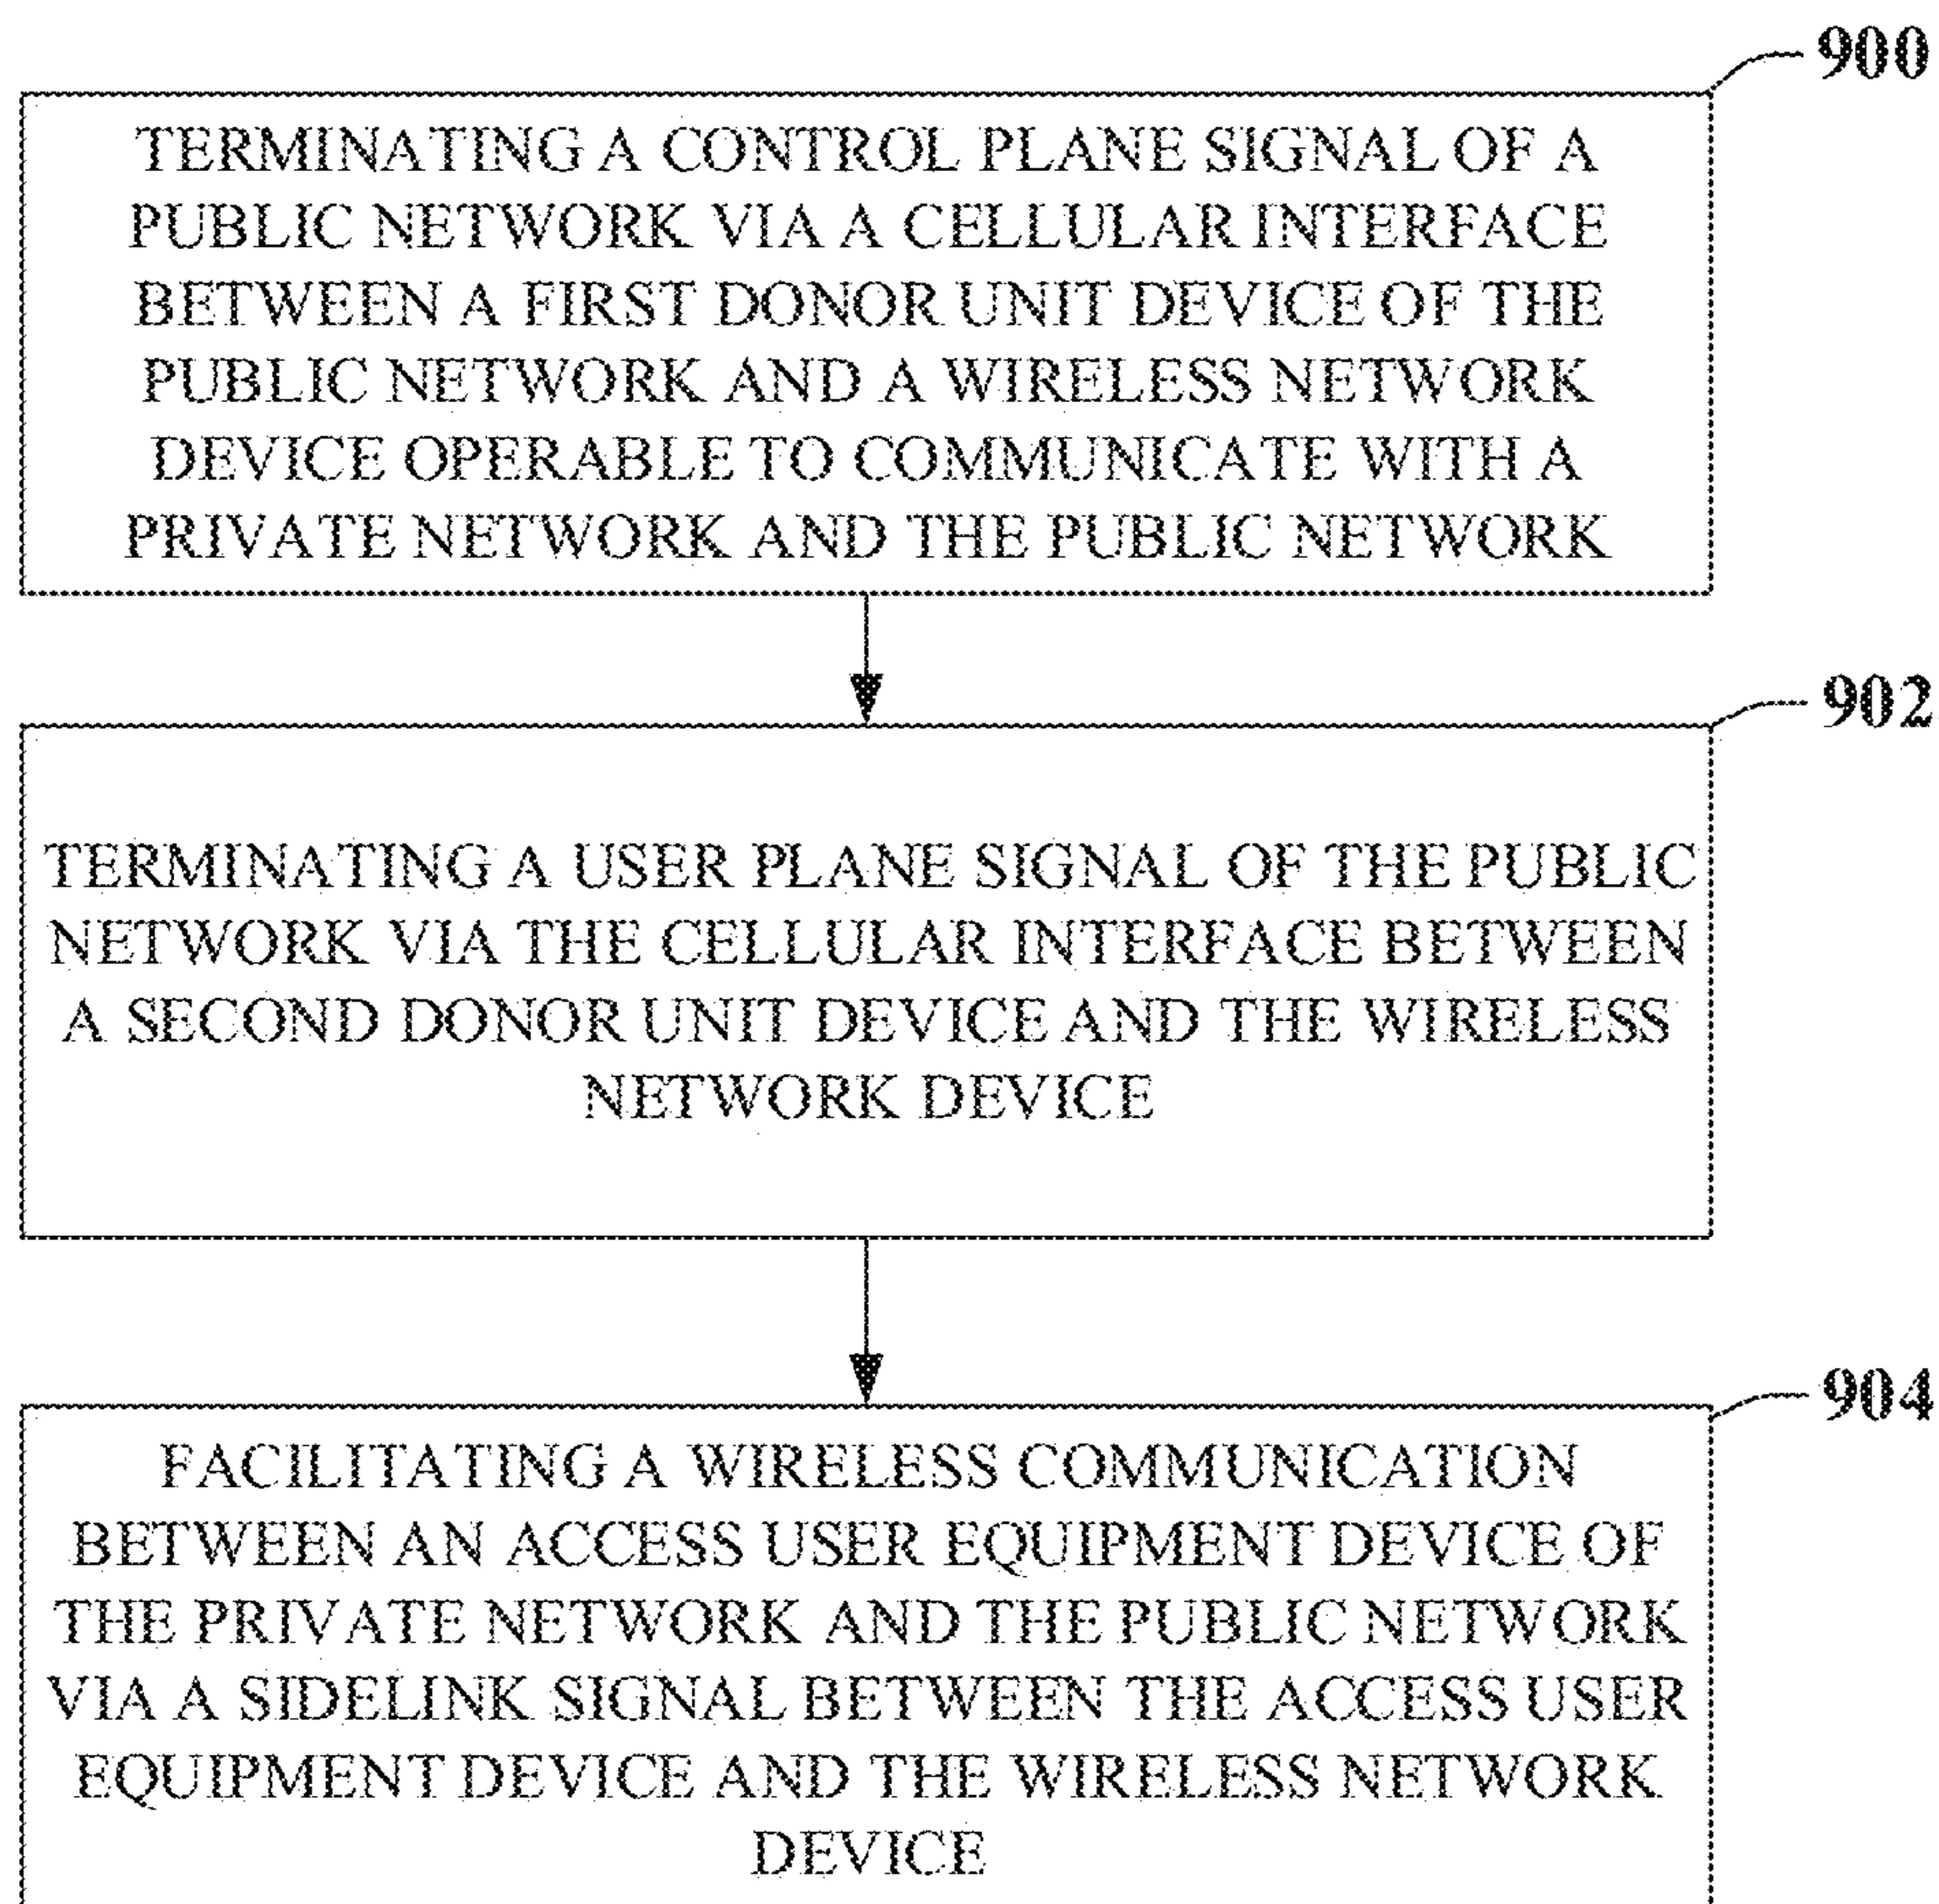 900
TERMINATING A CONTROL PLANE SIGNAL OF A
PUBLIC NETWORK VIA A CELLULAR INTERFACE
BETWEEN A FIRST DONOR UNIT DEVICE OF THE
PUBLIC NETWORK AND A WIRELESS NETWORK
DEVICE OPERABLE TO COMMUNICATE WITH A
PRIVATE NETWORK AND THE PUBLIC NETWORK
902
TERMINATING A USER PLANE SIGNAL OF THE PUBLIC
NETWORK VIA THE CELLULAR INTERFACE BETWEEN
A SECOND DONOR UNIT DEVICE AND THE WIRELESS
NETWORK DEVICE
904
FACILITATING A WIRELESS COMMUNICATION
BETWEEN AN ACCESS USER EQUIPMENT DEVICE OF
THE PRIVATE NETWORK AND THE PUBLIC NETWORK
VIA A SIDELINK SIGNAL BETWEEN THE ACCESS USER
EQUIPMENT DEVICE AND THE WIRELESS NETWORK
DEVICE